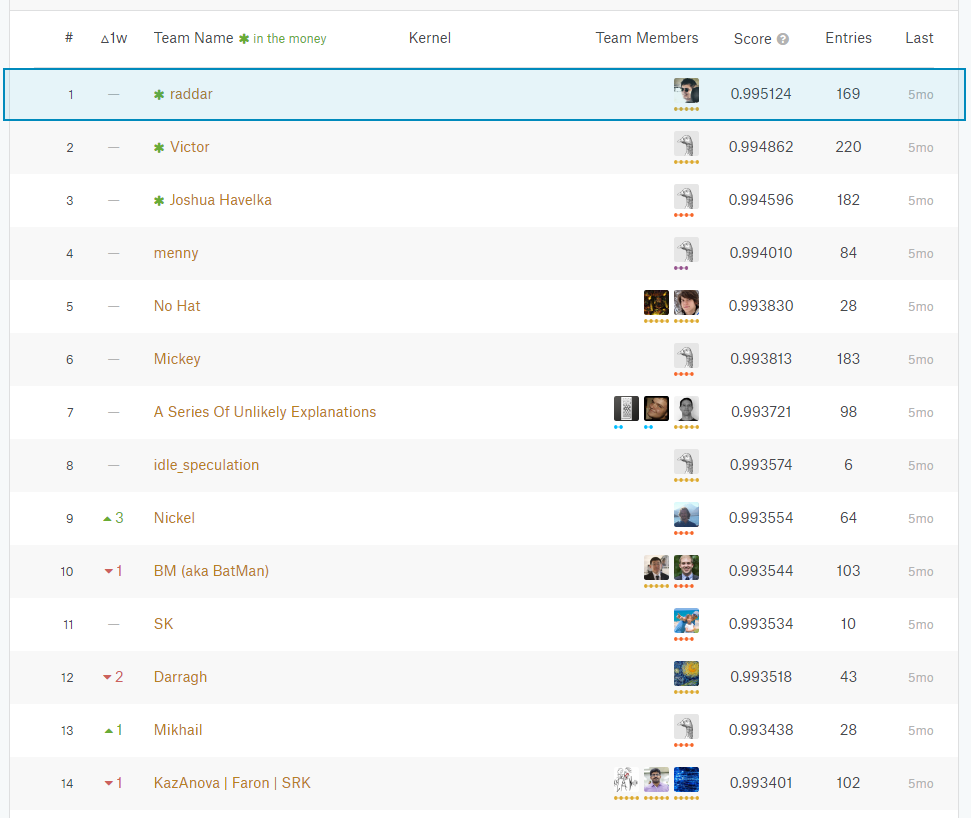 # △1w Team Name ✱ in the money Kernel Team Members Score ? Entries Last
1 — ✱ raddar 0.995124 169 5mo
2 — ✱ Victor 0.994862 220 5mo
3 — ✱ Joshua Havelka 0.994596 182 5mo
4 — menny 0.994010 84 5mo
5 — No Hat 0.993830 28 5mo
6 — Mickey 0.993813 183 5mo
7 — A Series Of Unlikely Explanations 0.993721 98 5mo
8 — idle_speculation 0.993574 6 5mo
9 ▲3 Nickel 0.993554 64 5mo
10 ▼1 BM (aka BatMan) 0.993544 103 5mo
11 — SK 0.993534 10 5mo
12 ▼2 Darragh 0.993518 43 5mo
13 ▲1 Mikhail 0.993438 28 5mo
14 ▼1 KazAnova | Faron | SRK 0.993401 102 5mo